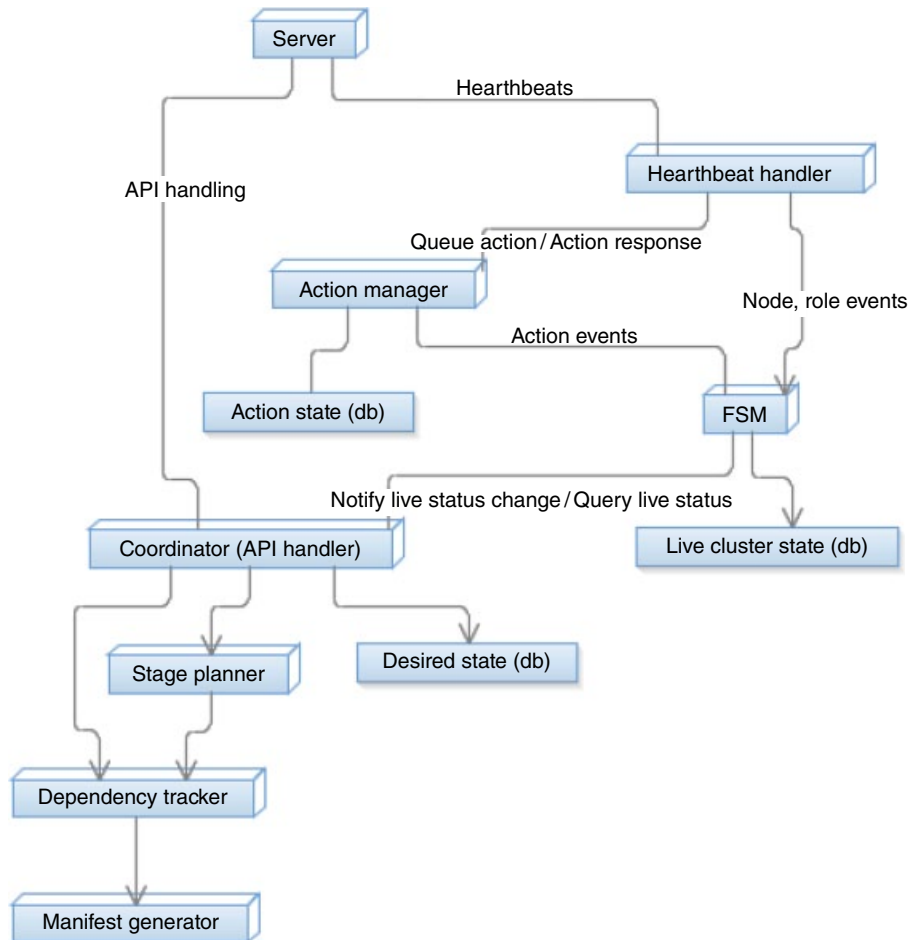 Server
Hearthbeats
Hearthbeat handler
API handling
Queue action / Action response
Action manager
Node, role events
Action events
Action state (db)
FSM
Notify live status change / Query live status
Coordinator (API handler)
Live cluster state (db)
Stage planner
Desired state (db)
Dependency tracker
Manifest generator